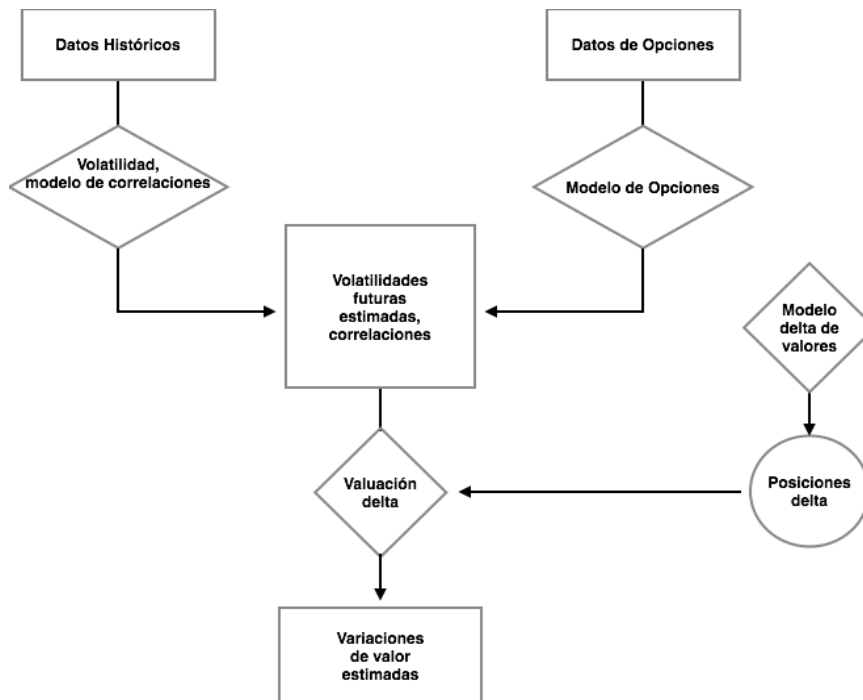 Datos Históricos
Datos de Opciones
Volatilidad,
modelo de correlaciones
Modelo de Opciones
Volatilidades
futuras
estimadas,
correlaciones
Modelo
delta de
valores
Valuación
delta
Posiciones
delta
Variaciones
de valor
estimadas